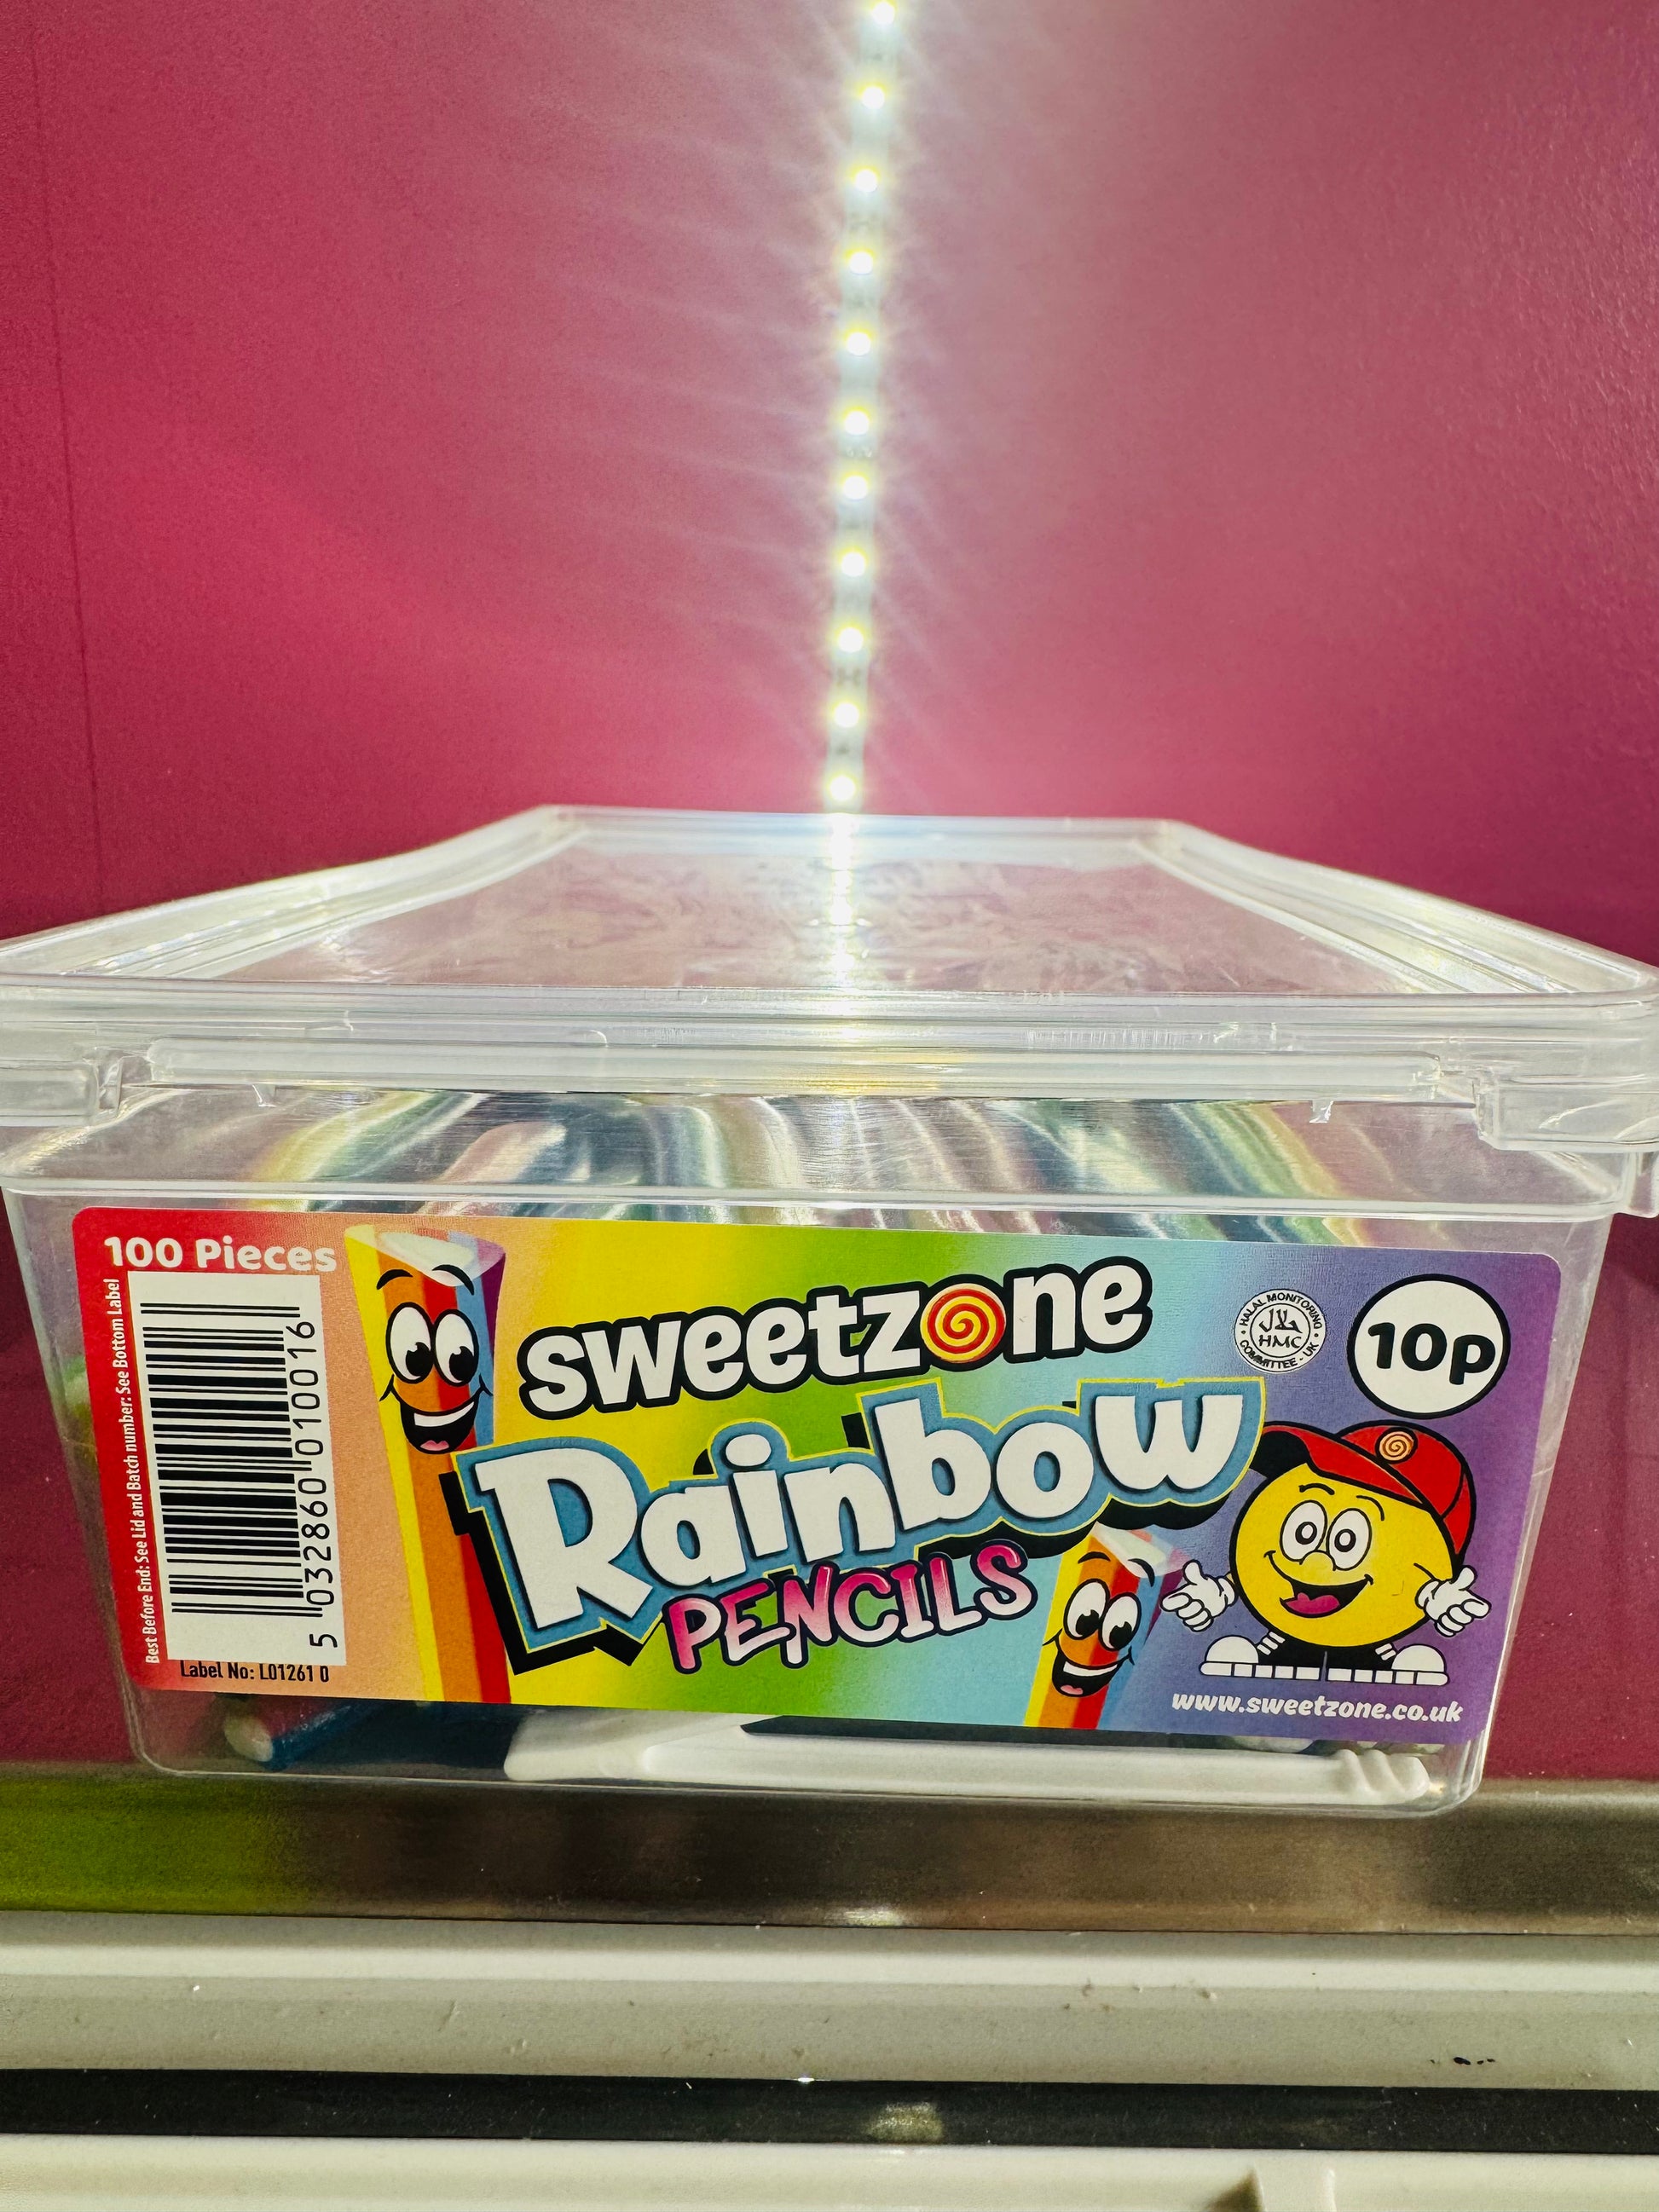 100 Pieces
Best Before End: See Lid and Batch number: See Bottom Label
5 032860 010016
Label No: L01261 0
sweetzone
Rainbow
PENCILS
HALAL MONITORING
HMC
COMMITTEE - UK
10p
www.sweetzone.co.uk